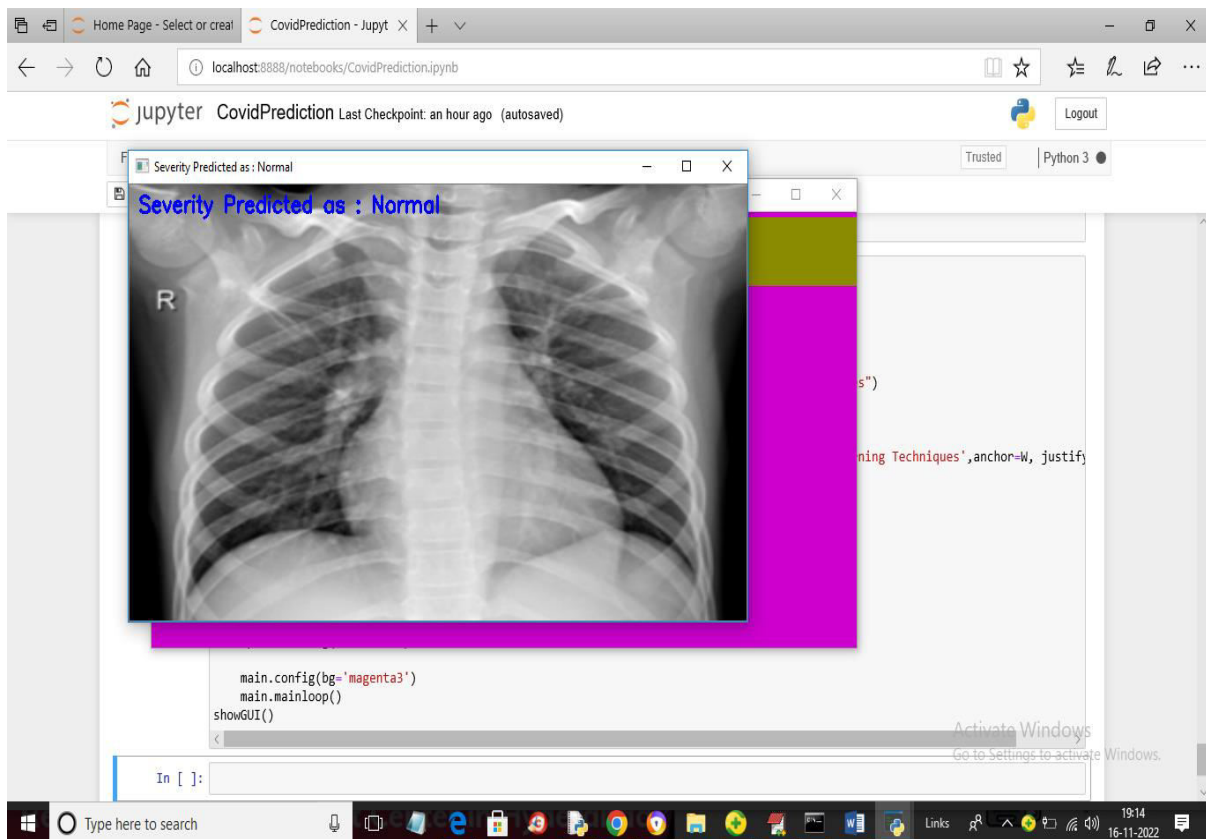 Home Page - Select or creat
CovidPrediction - Jupyt
localhost:8888/notebooks/CovidPrediction.ipynb
jupyter CovidPrediction Last Checkpoint: an hour ago (autosaved)
Logout
F
Trusted
Python 3
Severity Predicted as : Normal
Severity Predicted as : Normal
R
s")
ning Techniques',anchor=W, justify
main.config(bg='magenta3')
main.mainloop()
showGUI()
Activate Windows
Go to Settings to activate Windows.
In [ ]:
Type here to search
Links
19:14
16-11-2022